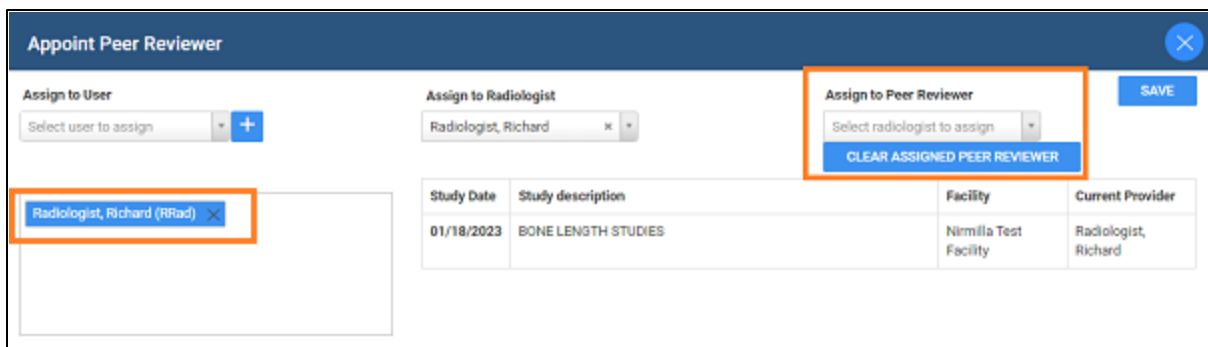 Appoint Peer Reviewer
Assign to User
Select user to assign
+
Assign to Radiologist
Radiologist, Richard ×
Assign to Peer Reviewer
Select radiologist to assign
CLEAR ASSIGNED PEER REVIEWER
SAVE
Radiologist, Richard (RRad) ×
Study Date Study description Facility Current Provider
01/18/2023 BONE LENGTH STUDIES Nirmilla Test Radiologist,
Facility Richard